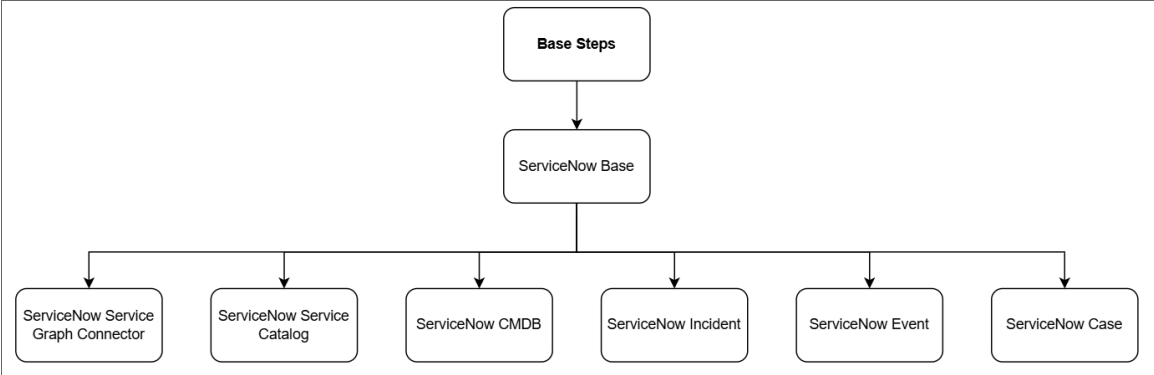 Base Steps
ServiceNow Base
ServiceNow Service
Graph Connector
ServiceNow Service
Catalog
ServiceNow CMDB
ServiceNow Incident
ServiceNow Event
ServiceNow Case